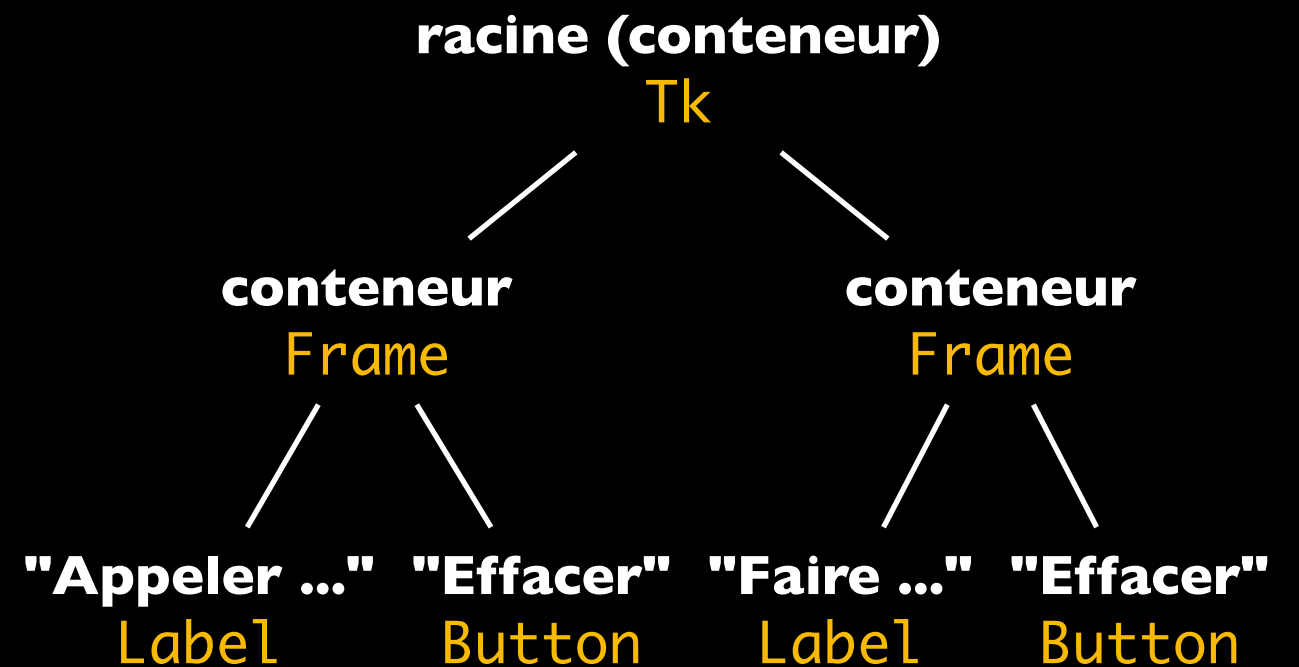 racine (conteneur)
Tk
conteneur conteneur
Frame Frame
"Appeler ..." "Effacer" "Faire ..." "Effacer"
Label Button Label Button